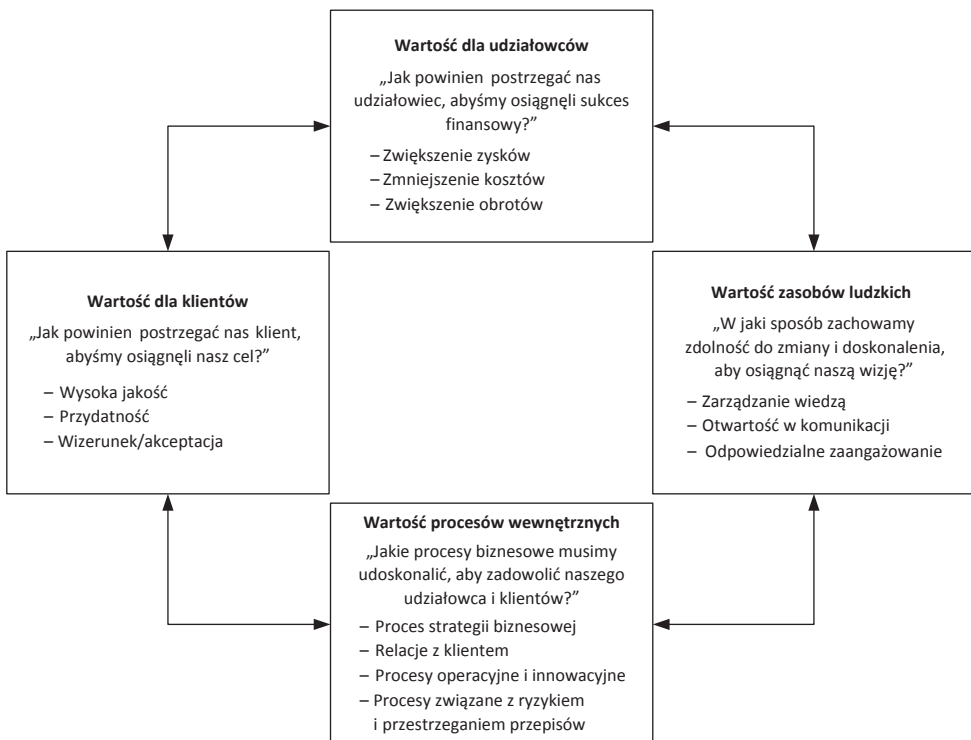 Wartość dla udziałowców
„Jak powinien postrzegać nas
udziałowiec, abyśmy osiągnęli sukces
finansowy?”
– Zwiększenie zysków
– Zmniejszenie kosztów
– Zwiększenie obrotów
Wartość dla klientów
„Jak powinien postrzegać nas klient,
abyśmy osiągnęli nasz cel?”
– Wysoka jakość
– Przydatność
– Wizerunek/akceptacja
Wartość zasobów ludzkich
„W jaki sposób zachowamy
zdolność do zmiany i doskonalenia,
aby osiągnąć naszą wizję?”
– Zarządzanie wiedzą
– Otwartość w komunikacji
– Odpowiedzialne zaangażowanie
Wartość procesów wewnętrznych
„Jakie procesy biznesowe musimy
udoskonalić, aby zadowolić naszego
udziałowca i klientów?”
– Proces strategii biznesowej
– Relacje z klientem
– Procesy operacyjne i innowacyjne
– Procesy związane z ryzykiem
i przestrzeganiem przepisów